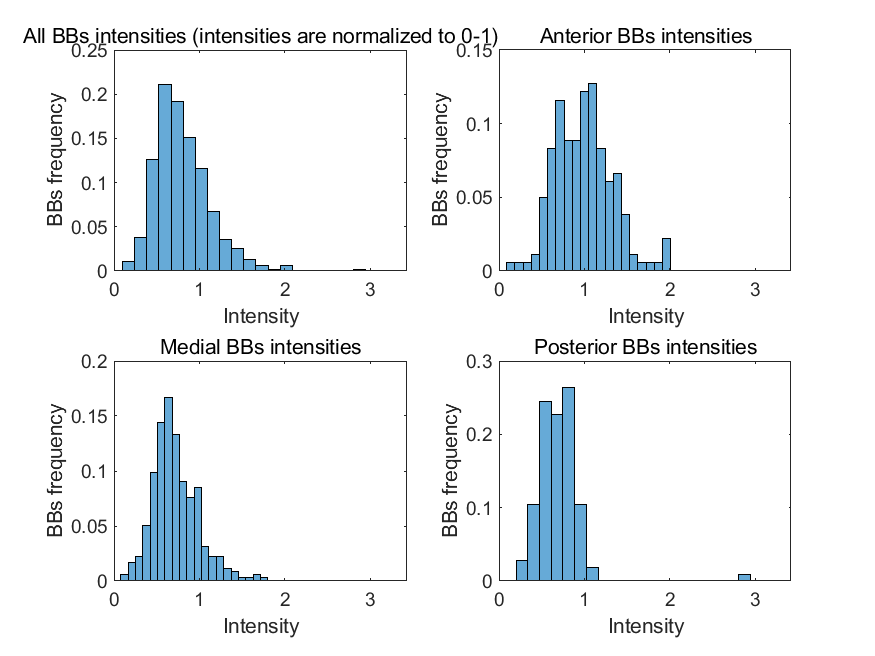 All BBs intensities (intensities are normalized to 0-1)
0.25
0.2
0.15
0.1
0.05
0
BBs frequency
0 1 2 3
Intensity
Anterior BBs intensities
0.15
0.1
0.05
0
BBs frequency
0 1 2 3
Intensity
Medial BBs intensities
0.2
0.15
0.1
0.05
0
BBs frequency
0 1 2 3
Intensity
Posterior BBs intensities
0.3
0.2
0.1
0
BBs frequency
0 1 2 3
Intensity